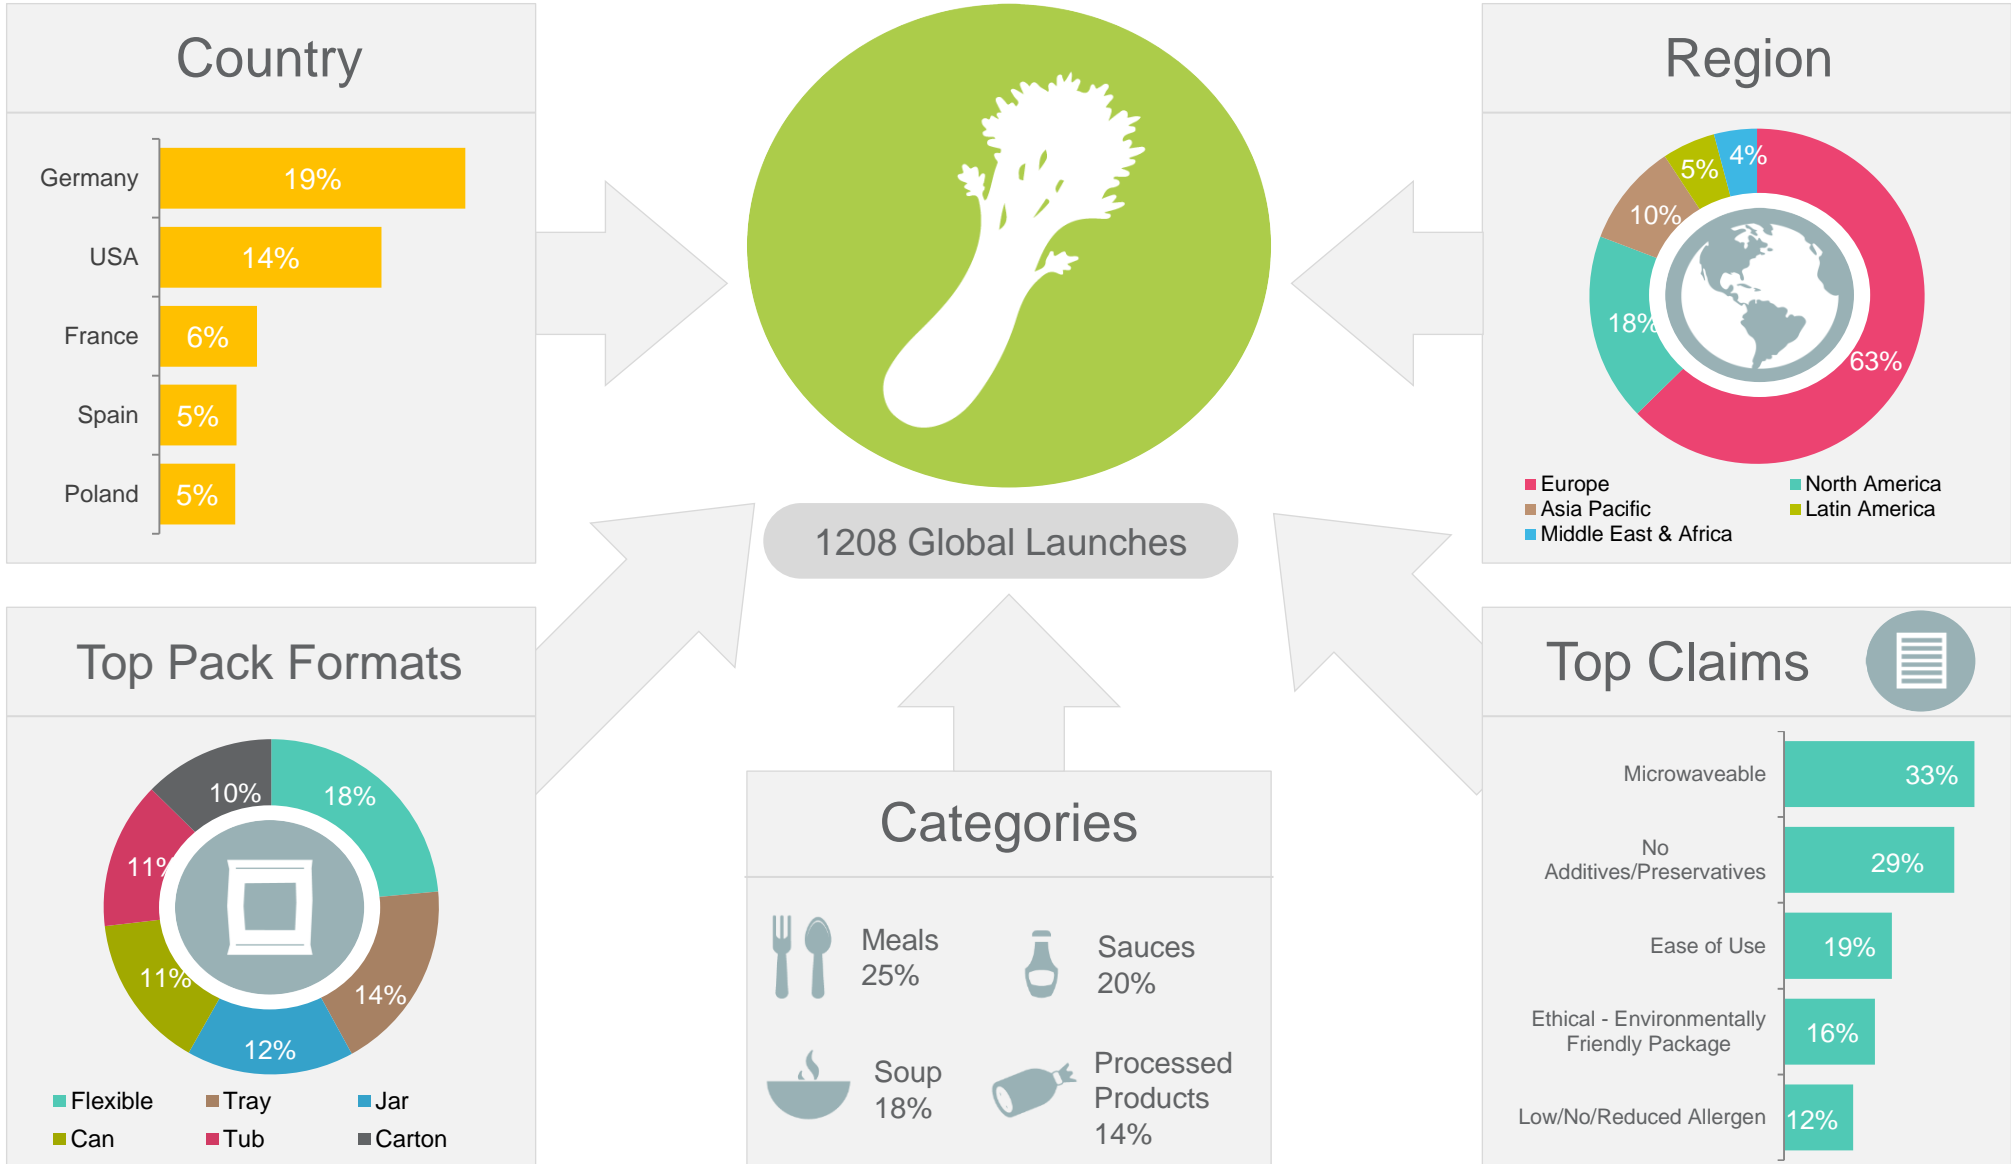 Country
Germany
19%
USA
14%
France
6%
Spain
5%
Poland
5%
1208 Global Launches
Region
4%
5%
10%
18%
63%
Europe
North America
Asia Pacific
Latin America
Middle East & Africa
Top Pack Formats
10%
18%
11%
11%
14%
12%
Flexible
Tray
Jar
Can
Tub
Carton
Categories
Meals
25%
Sauces
20%
Soup
18%
Processed
Products
14%
Top Claims
Microwaveable
33%
No
Additives/Preservatives
29%
Ease of Use
19%
Ethical - Environmentally
Friendly Package
16%
Low/No/Reduced Allergen
12%